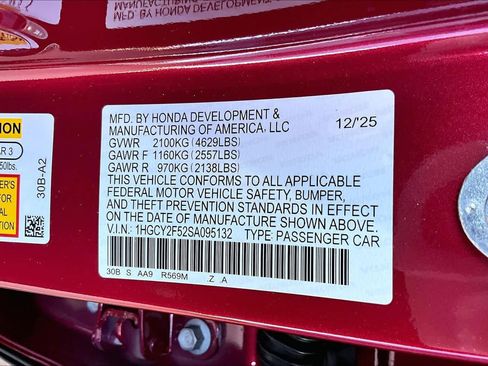 MFD. BY HONDA DEVELOPMENT &
MANUFACTURING OF AMERICA, LLC
12/'25
GVWR 2100KG (4629LBS)
GAWR F 1160KG (2557LBS)
GAWR R 970KG (2138LBS)
THIS VEHICLE CONFORMS TO ALL APPLICABLE
FEDERAL MOTOR VEHICLE SAFETY, BUMPER,
AND THEFT PREVENTION STANDARDS IN EFFECT
ON THE DATE OF MANUFACTURE SHOWN ABOVE.
V.I.N: 1HGCY2F52SA095132 TYPE: PASSENGER CAR
30B S AA9 R569M .Z .A
30B-A2